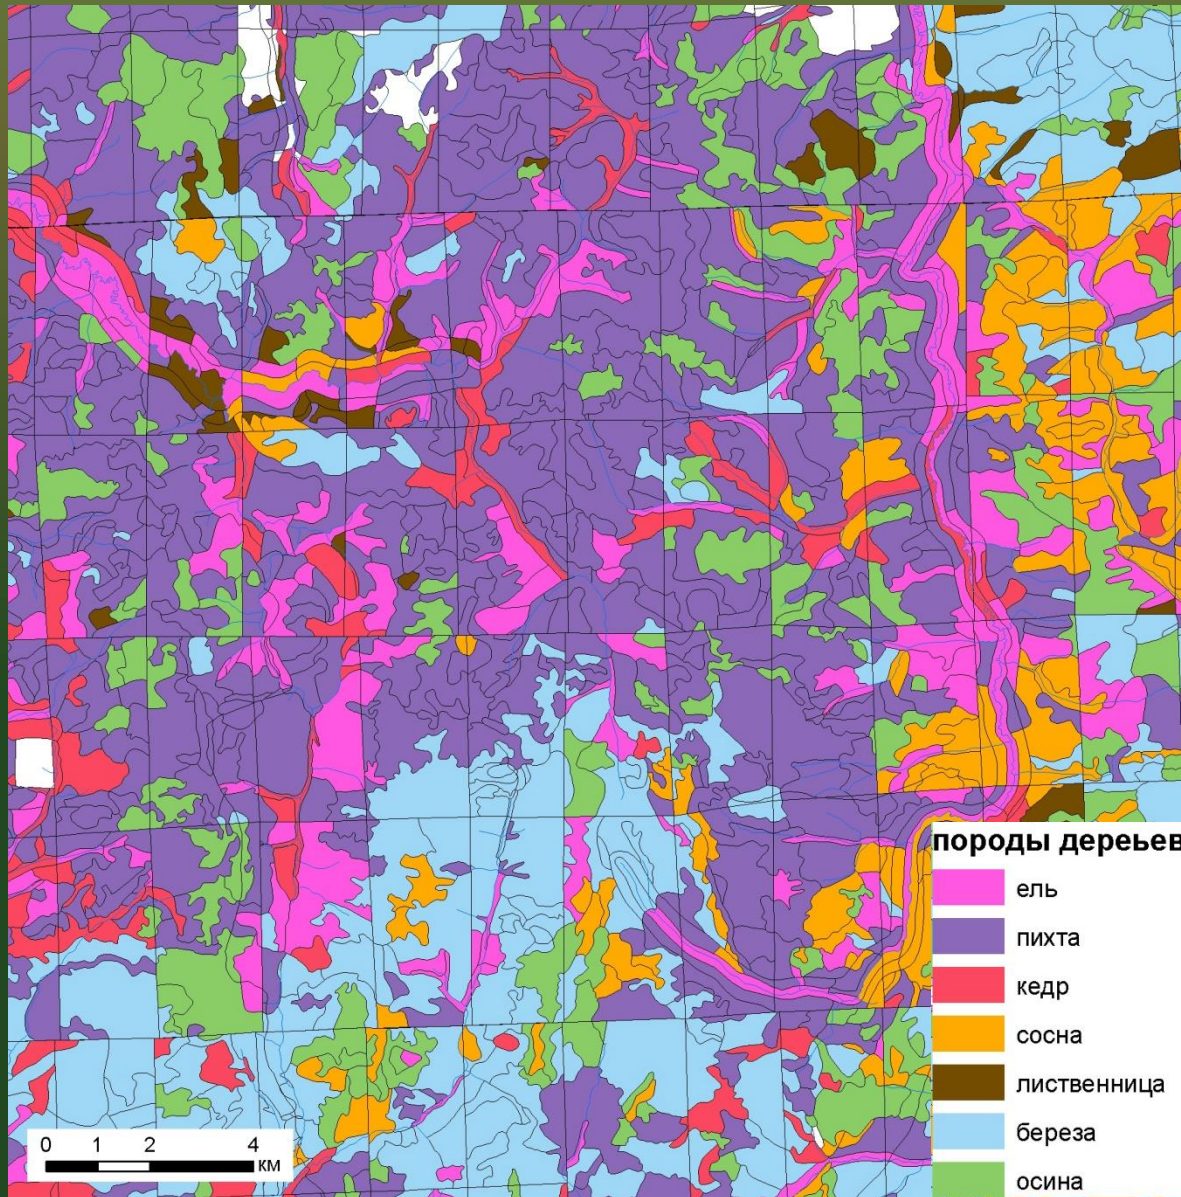 породы дереьев
ель
пихта
кедр
сосна
лиственница
береза
осина
0 1 2 4
км